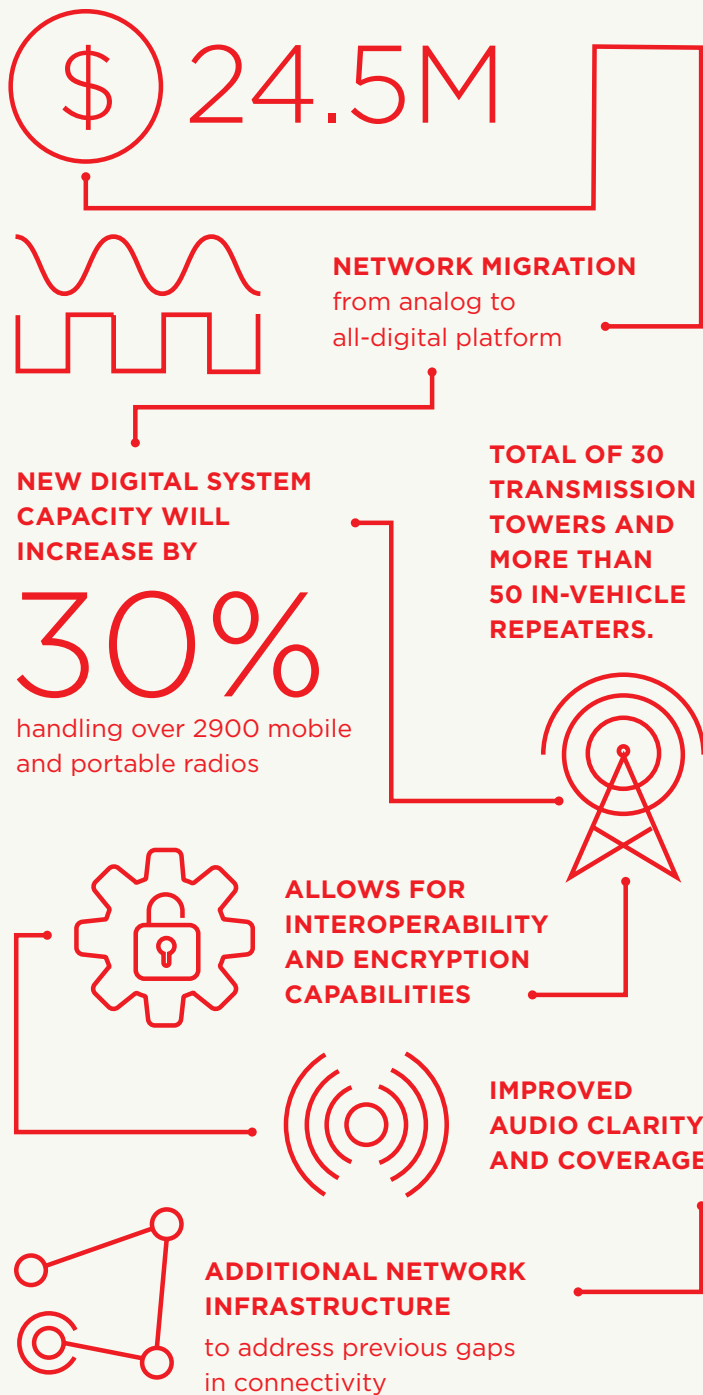 $ 24.5M
NETWORK MIGRATION
from analog to
all-digital platform
NEW DIGITAL SYSTEM
CAPACITY WILL
INCREASE BY
30%
handling over 2900 mobile
and portable radios
TOTAL OF 30
TRANSMISSION
TOWERS AND
MORE THAN
50 IN-VEHICLE
REPEATERS.
ALLOWS FOR
INTEROPERABILITY
AND ENCRYPTION
CAPABILITIES
IMPROVED
AUDIO CLARITY
AND COVERAGE
ADDITIONAL NETWORK
INFRASTRUCTURE
to address previous gaps
in connectivity